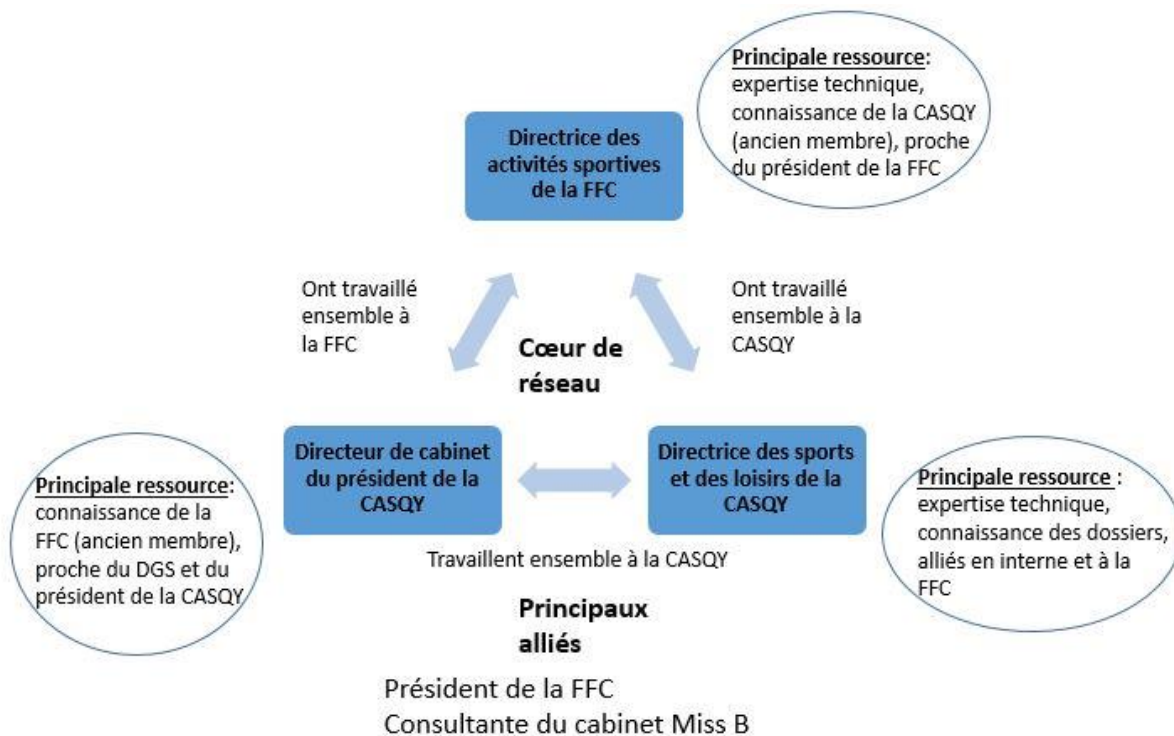 Principale ressource:
expertise technique,
connaissance de la CASQY
(ancien membre), proche
du président de la FFC
Directrice des
activités sportives
de la FFC
Ont travaillé
ensemble à
la FFC
Ont travaillé
ensemble à la
CASQY
Cœur de
réseau
Directeur de cabinet
du président de la
CASQY
Directrice des sports
et des loisirs de la
CASQY
Principale ressource:
connaissance de la
FFC (ancien membre),
proche du DGS et du
président de la CASQY
Principale ressource :
expertise technique,
connaissance des dossiers,
alliés en interne et à la
FFC
Travaillent ensemble à la CASQY
Principaux
alliés
Président de la FFC
Consultante du cabinet Miss B